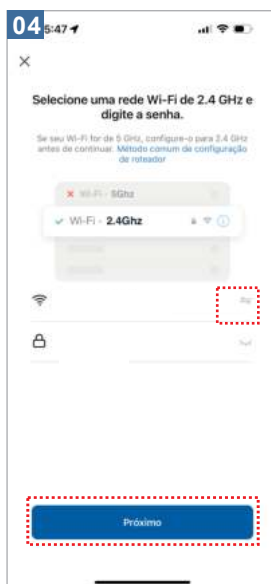 04
5:47
Selecione uma rede Wi-Fi de 2.4 GHz e
digite a senha.
Se seu Wi-Fi for de 5 GHz, configure-o para 2.4 GHz
antes de continuar. Método comum de configuração
de roteador
Wi-Fi - 5Ghz
Wi-Fi - 2.4Ghz
Próximo